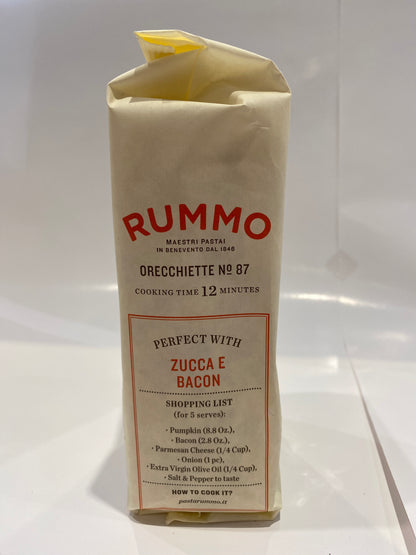 RUMMO
MAESTRI PASTAI
IN BENEVENTO DAL 1846
ORECCHIETTE Nº 87
COOKING TIME 12 MINUTES
PERFECT WITH
ZUCCA E
BACON
SHOPPING LIST
(for 5 serves):
· Pumpkin (8.8 Oz.),
· Bacon (2.8 Oz.),
· Parmesan Cheese (1/4 Cup),
· Onion (1 pc),
· Extra Virgin Olive Oil (1/4 Cup),
· Salt & Pepper to taste
HOW TO COOK IT?
pastarummo.it